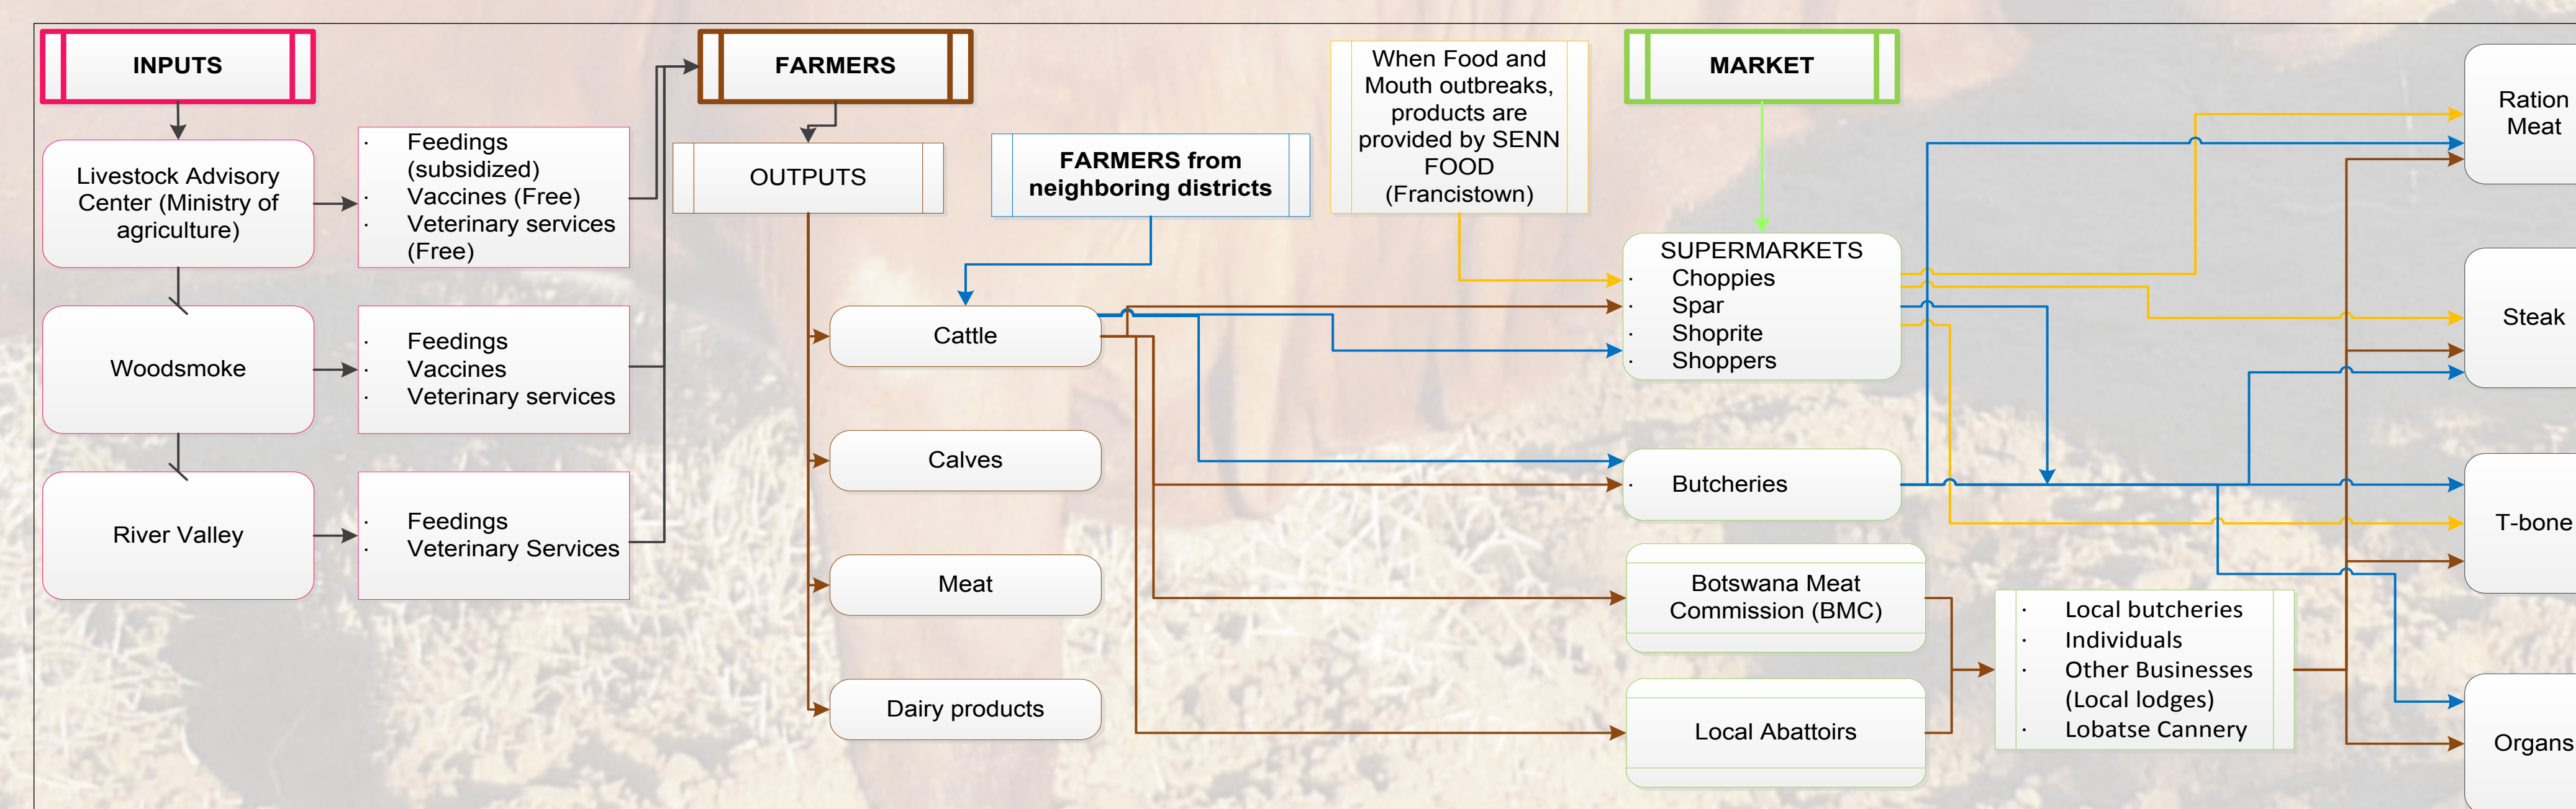 INPUTS
Livestock Advisory
Center (Ministry of
agriculture)
Woodsmoke
River Valley
· Feedings
(subsidized)
· Vaccines (Free)
· Veterinary services
(Free)
· Feedings
· Vaccines
· Veterinary services
· Feedings
· Veterinary Services
FARMERS
OUTPUTS
FARMERS from
neighboring districts
Cattle
Calves
Meat
Dairy products
When Food and
Mouth outbreaks,
products are
provided by SENN
FOOD
(Francistown)
MARKET
SUPERMARKETS
· Choppies
· Spar
· Shoprite
· Shoppers
· Butcheries
Botswana Meat
Commission (BMC)
Local Abattoirs
· Local butcheries
· Individuals
· Other Businesses
(Local lodges)
· Lobatse Cannery
Ration
Meat
Steak
T-bone
Organs